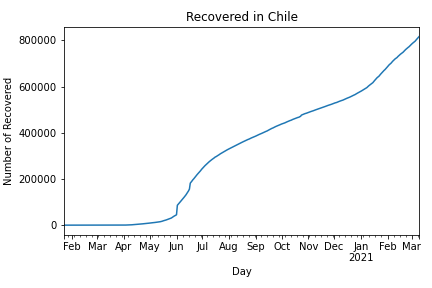 Recovered in Chile
Number of Recovered
800000
600000
400000
200000
0
Feb Mar Apr May Jun Jul Aug Sep Oct Nov Dec Jan Feb Mar
2021
Day